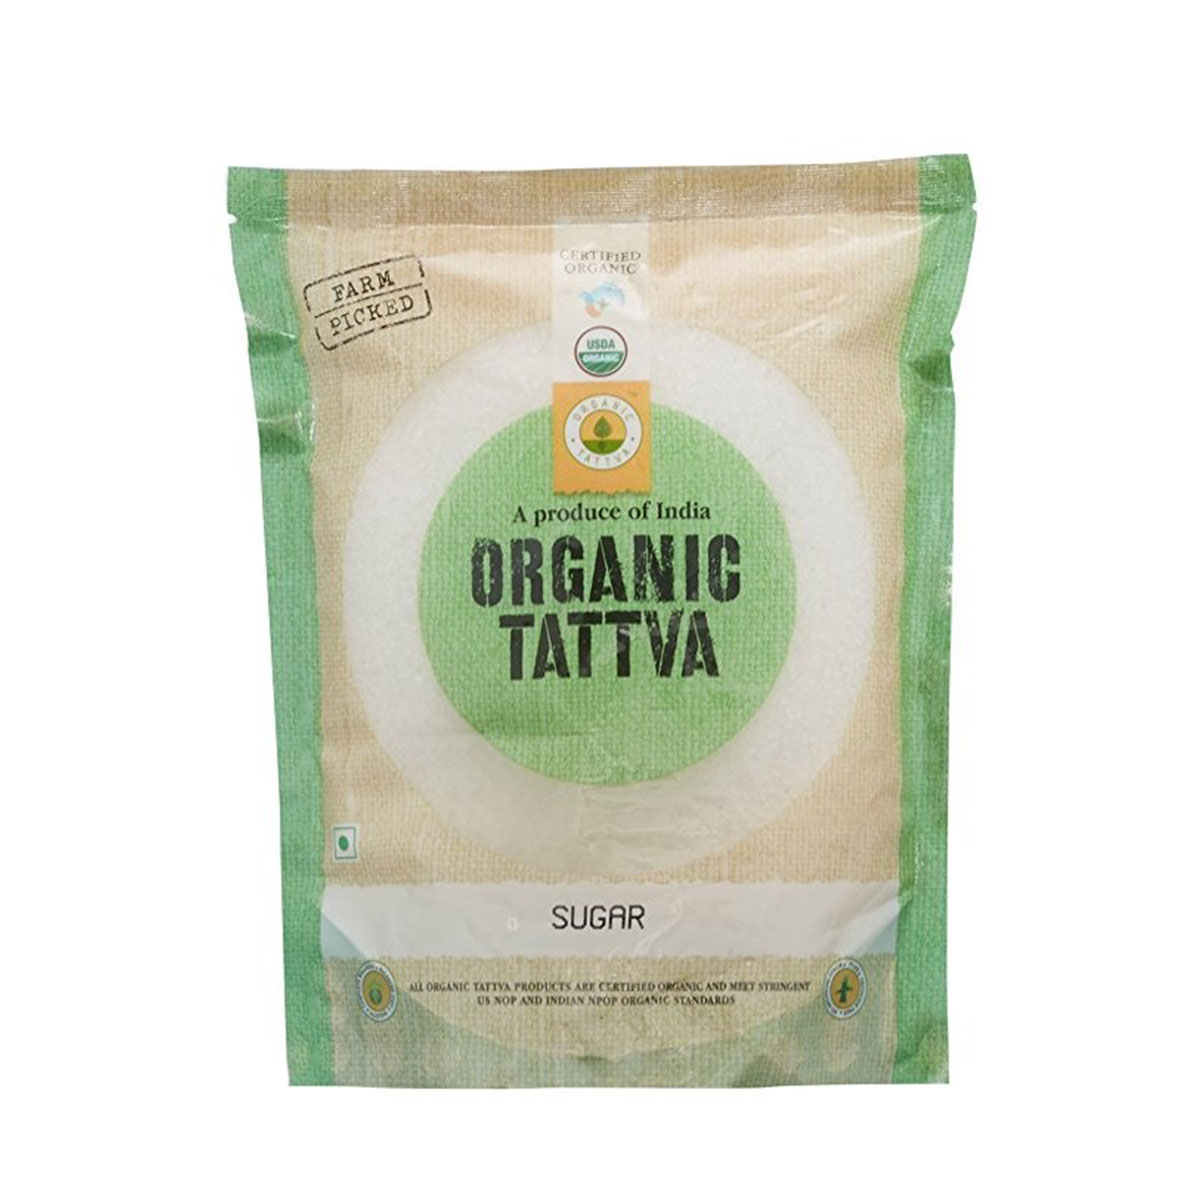 CERTIFIED
ORGANIC
FARM
PICKED
USDA
ORGANIC
ORGANIC
TATTVA
A produce of India
ORGANIC
TATTVA
SUGAR
ALL ORGANIC TATTVA PRODUCTS ARE CERTIFIED ORGANIC AND MEET STRINGENT
US NOP AND INDIAN NPOP ORGANIC STANDARDS